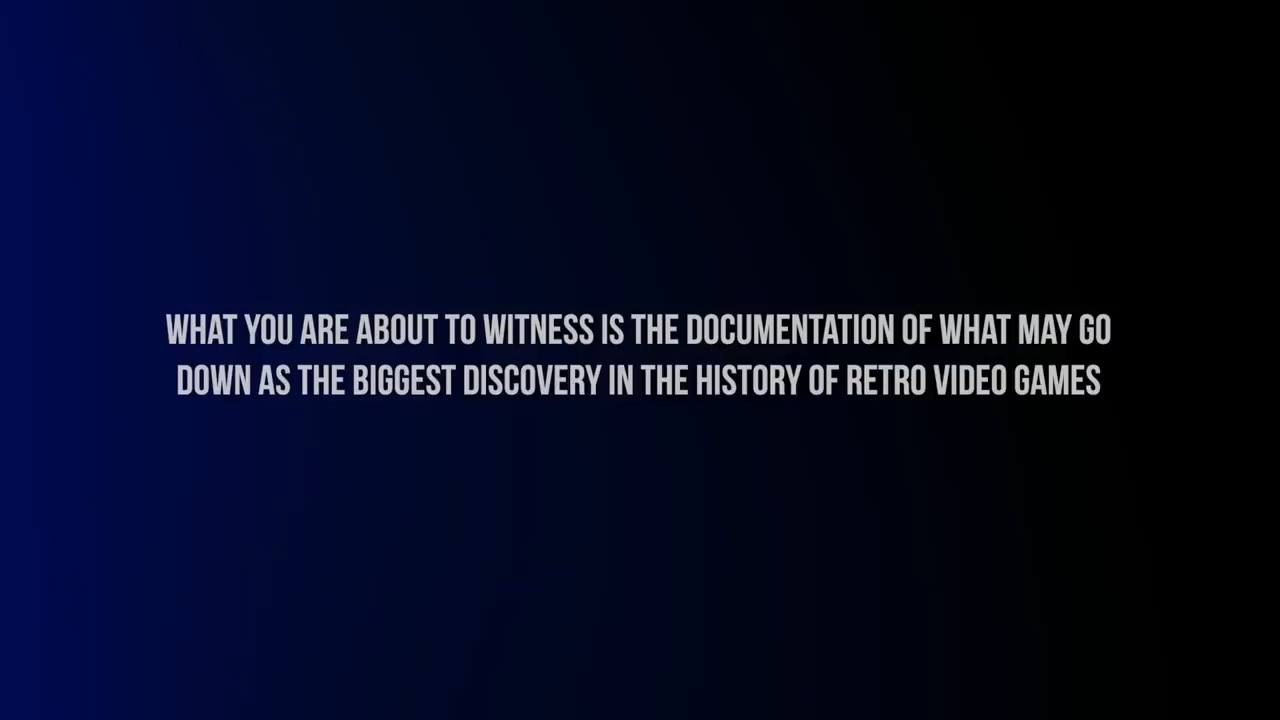 WHAT YOU ARE ABOUT TO WITNESS IS THE DOCUMENTATION OF WHAT MAY GO
DOWN AS THE BIGGEST DISCOVERY IN THE HISTORY OF RETRO VIDEO GAMES